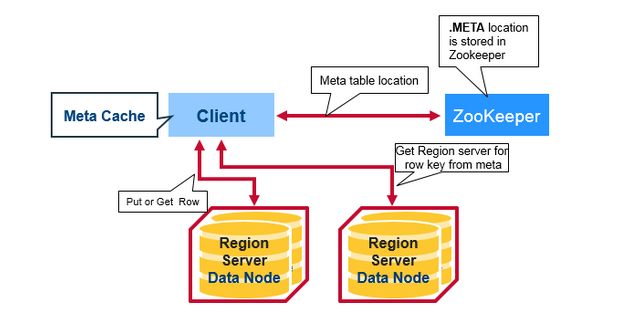 .META location
is stored in
Zookeeper
Meta table location
Meta Cache
Client
ZooKeeper
Get Region server for
row key from meta
Put or Get Row
Region
Server
Data Node
Region
Server
Data Node